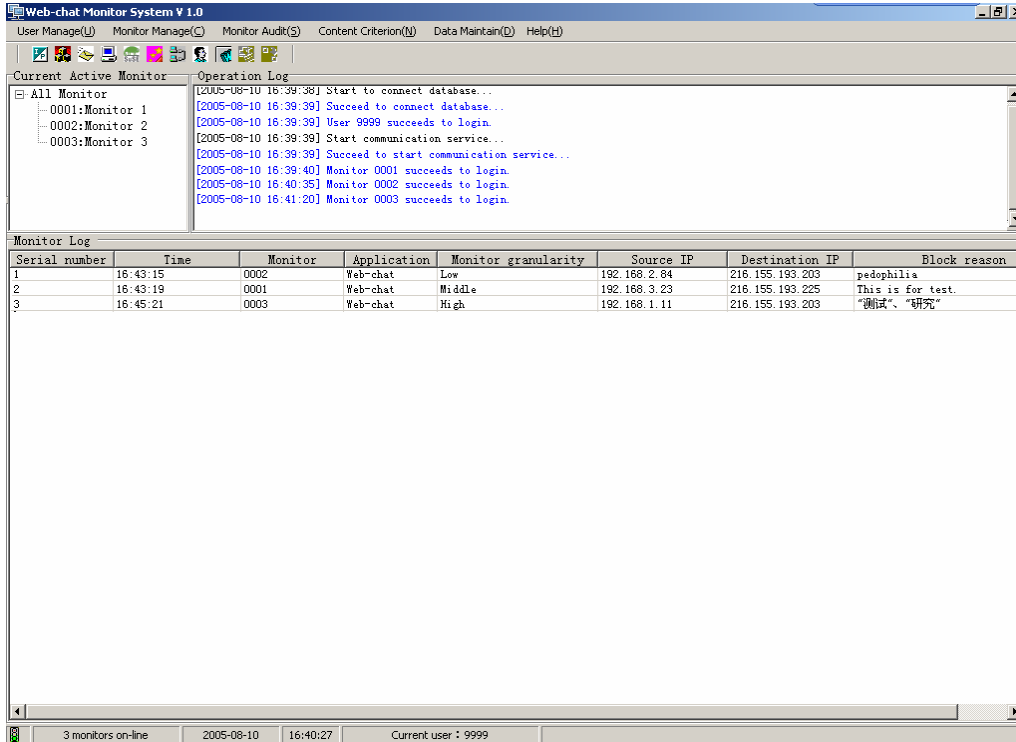 Web-chat Monitor System V 1.0
User Manage(U) Monitor Manage(C) Monitor Audit(S) Content Criterion(N) Data Maintain(D) Help(H)
Current Active Monitor
All Monitor
0001:Monitor 1
0002:Monitor 2
0003:Monitor 3
Operation Log
[2005-08-10 16:39:38] Start to connect database...
[2005-08-10 16:39:39] Succeed to connect database...
[2005-08-10 16:39:39] User 9999 succeeds to login.
[2005-08-10 16:39:39] Start communication service...
[2005-08-10 16:39:39] Succeed to start communication service...
[2005-08-10 16:39:40] Monitor 0001 succeeds to login.
[2005-08-10 16:40:35] Monitor 0002 succeeds to login.
[2005-08-10 16:41:20] Monitor 0003 succeeds to login.
Monitor Log
Serial number Time Monitor Application Monitor granularity Source IP Destination IP Block reason
1 16:43:15 0002 Web-chat Low 192.168.2.84 216.155.193.203 pedophilia
2 16:43:19 0001 Web-chat Middle 192.168.3.23 216.155.193.225 This is for test.
3 16:45:21 0003 Web-chat High 192.168.1.11 216.155.193.203 "测试"、"研究"
3 monitors on-line 2005-08-10 16:40:27 Current user：9999